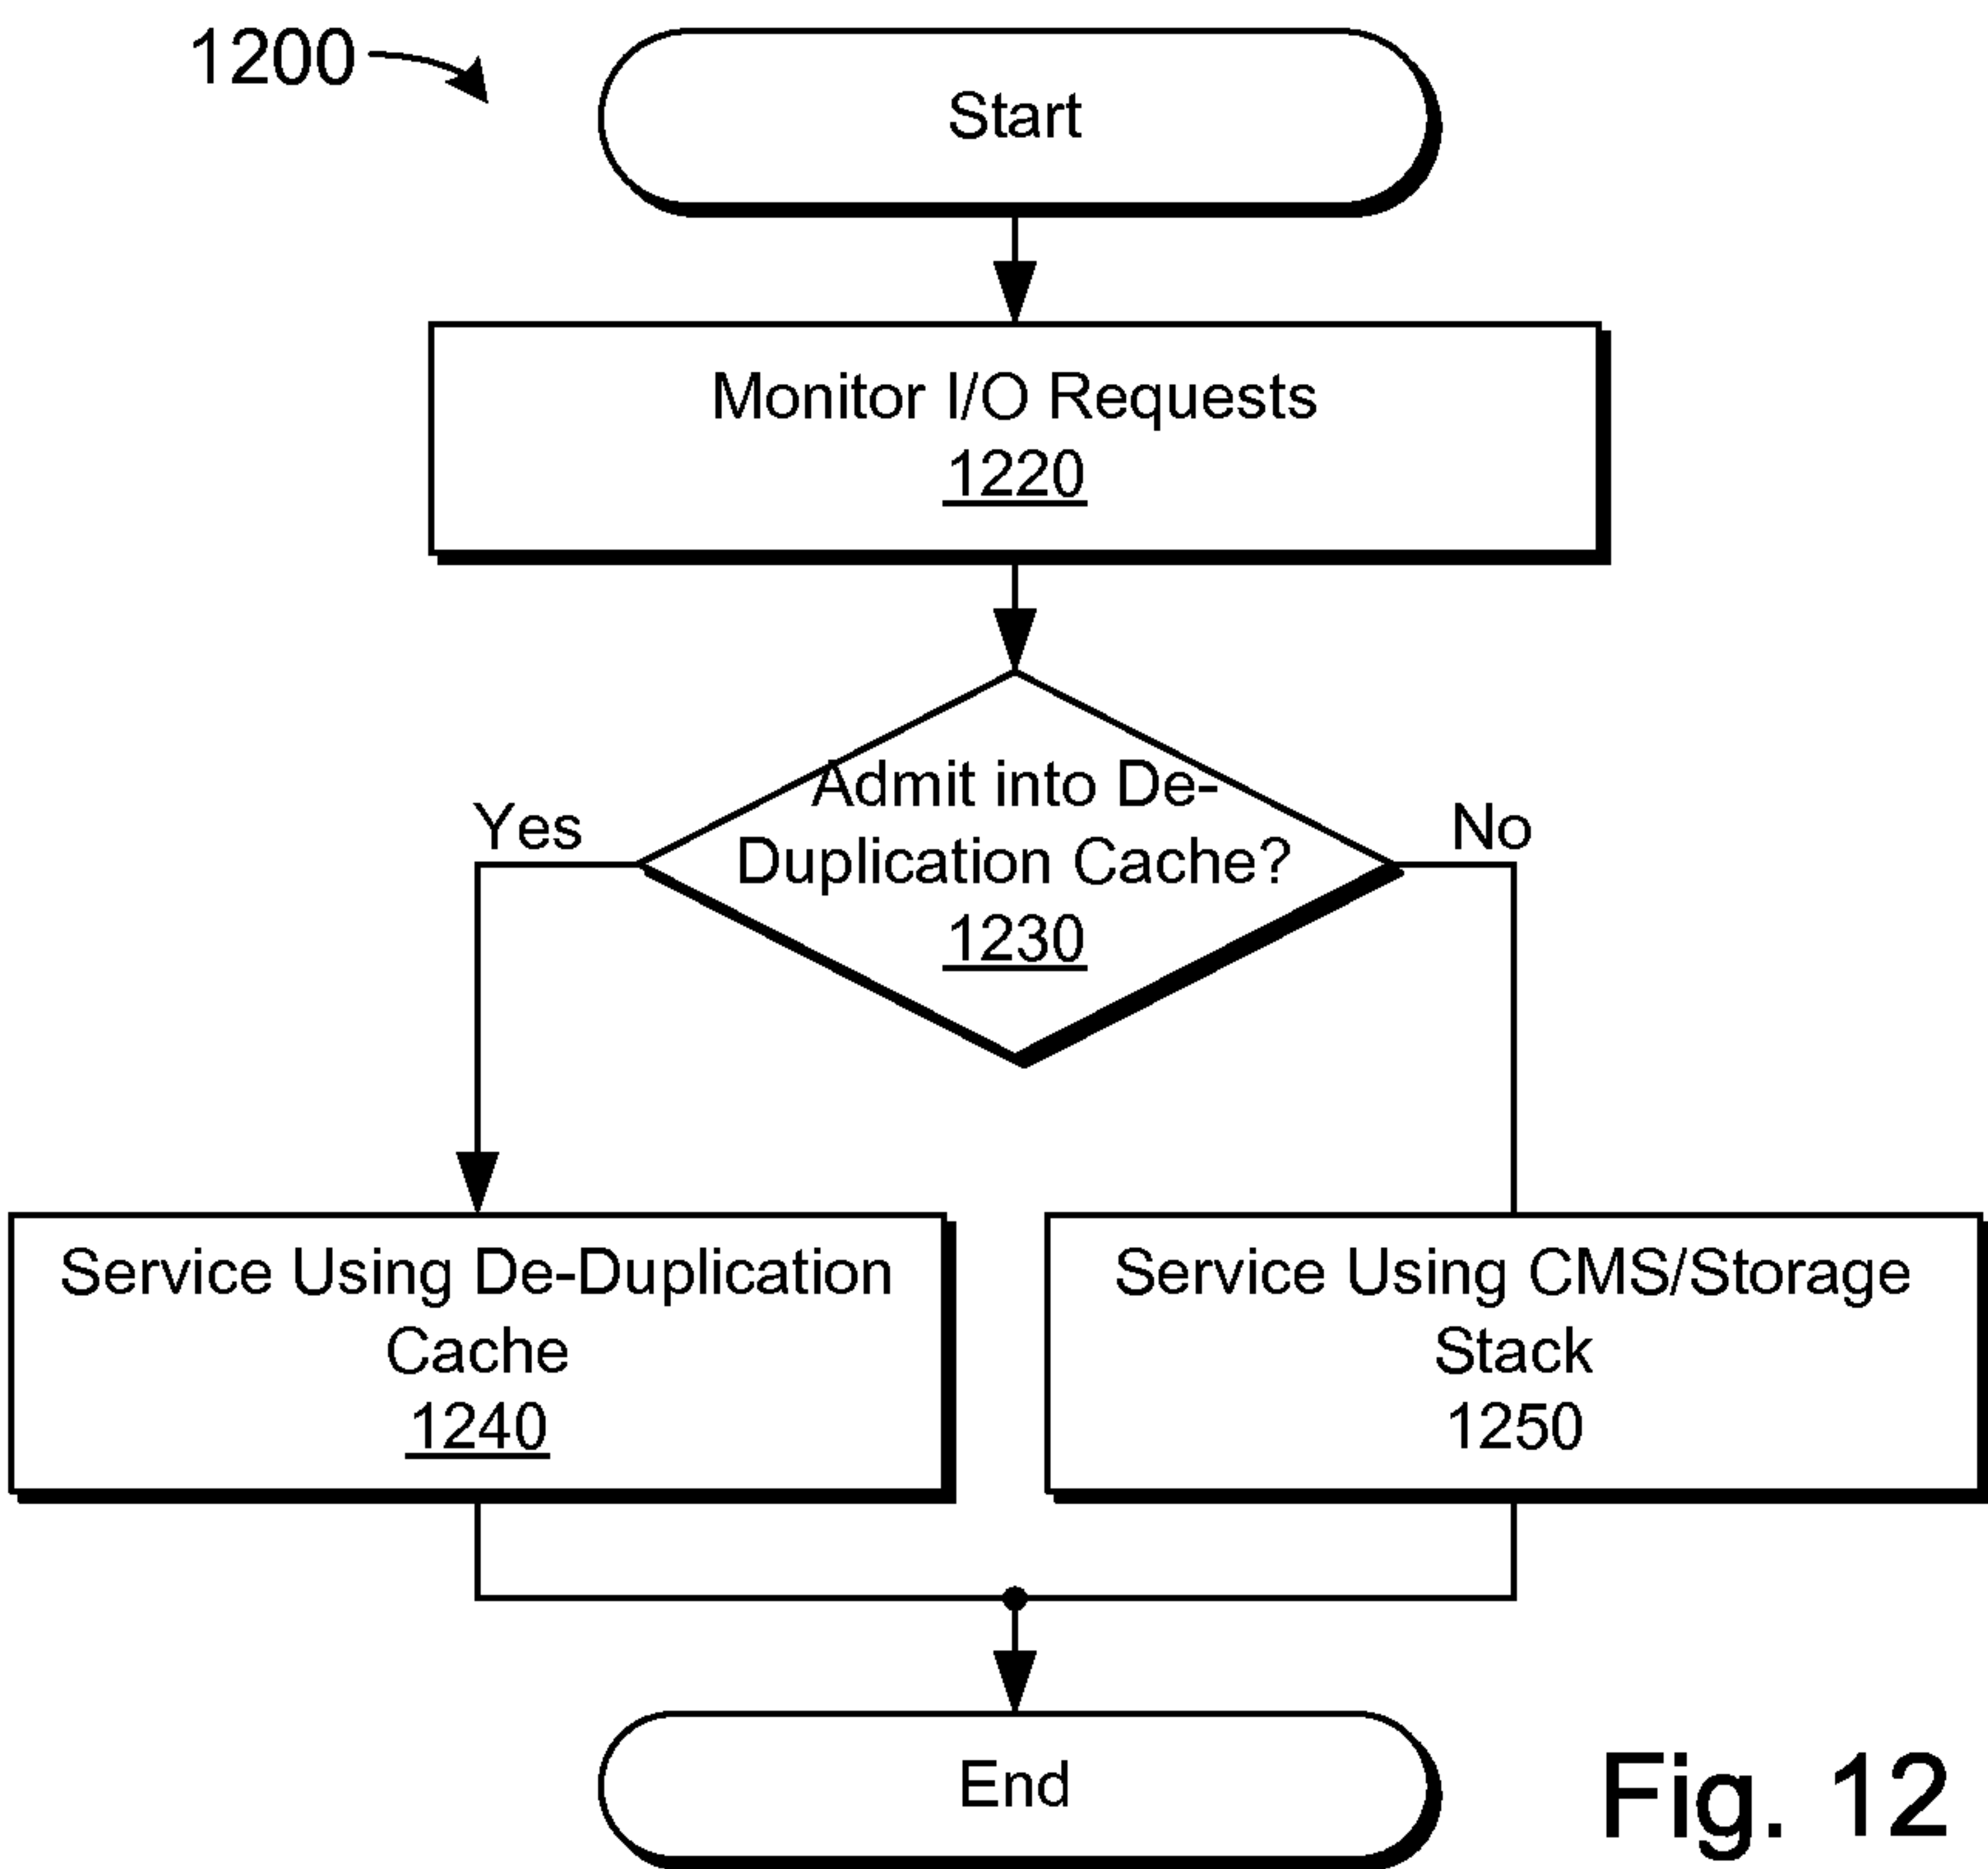 1200
Start
Monitor I/O Requests
1220
Admit into De-
Duplication Cache?
1230
Yes
No
Service Using De-Duplication
Cache
1240
Service Using CMS/Storage
Stack
1250
End
Fig. 12